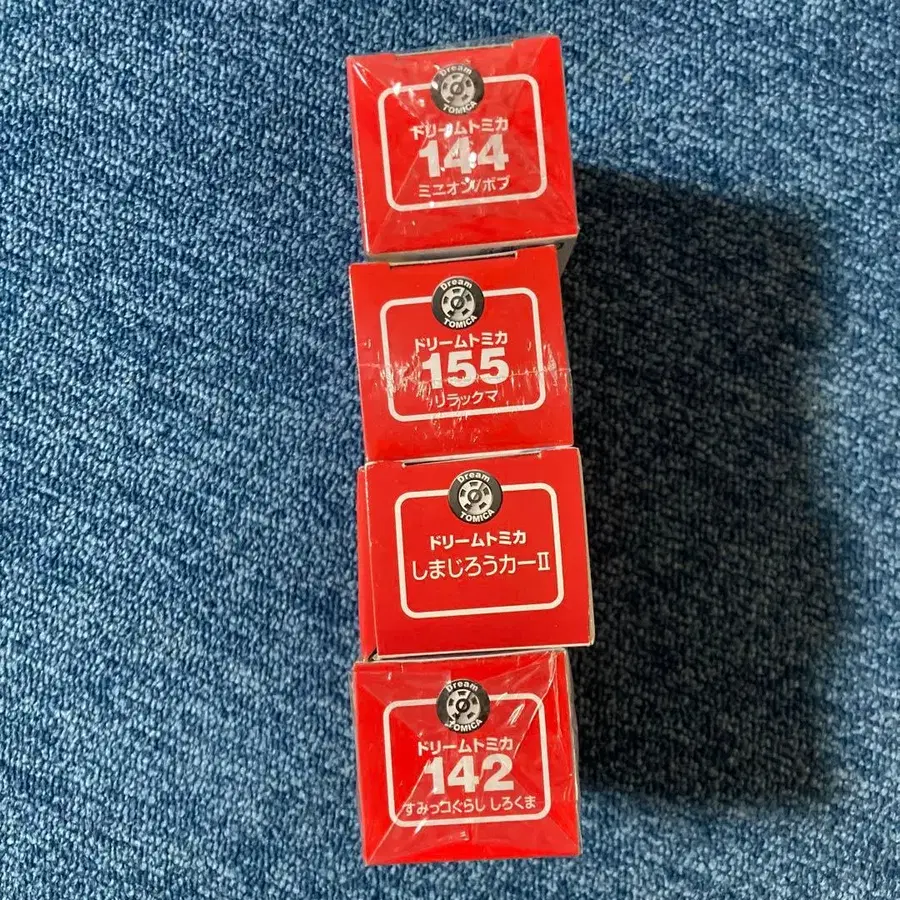 Dream
TOMICA
ドリームトミカ
144
ミニオン/ボブ
Dream
TOMICA
ドリームトミカ
155
リラックマ
Dream
TOMICA
ドリームトミカ
しまじろうカーII
Dream
TOMICA
ドリームトミカ
142
すみっコぐらし しろくま